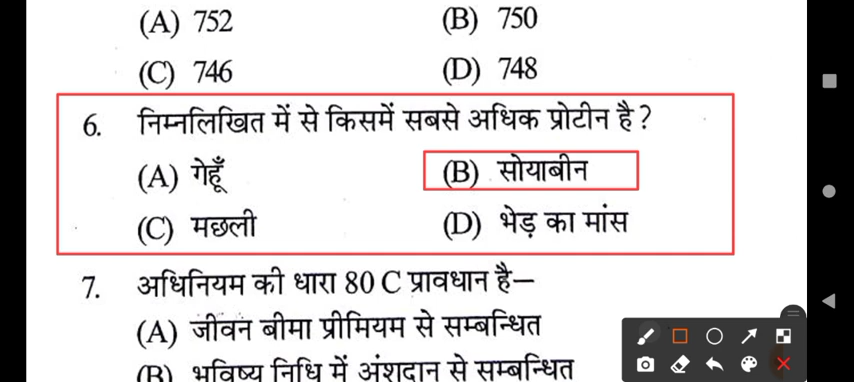 (A) 752 (B) 750
(C) 746 (D) 748
6. निम्नलिखित में से किसमें सबसे अधिक प्रोटीन है ?
(A) गेहूँ (B) सोयाबीन
(C) मछली (D) भेड़ का मांस
7. अधिनियम की धारा 80 C प्रावधान है—
(A) जीवन बीमा प्रीमियम से सम्बन्धित
(B) भविष्य निधि में अंशदान से सम्बन्धित